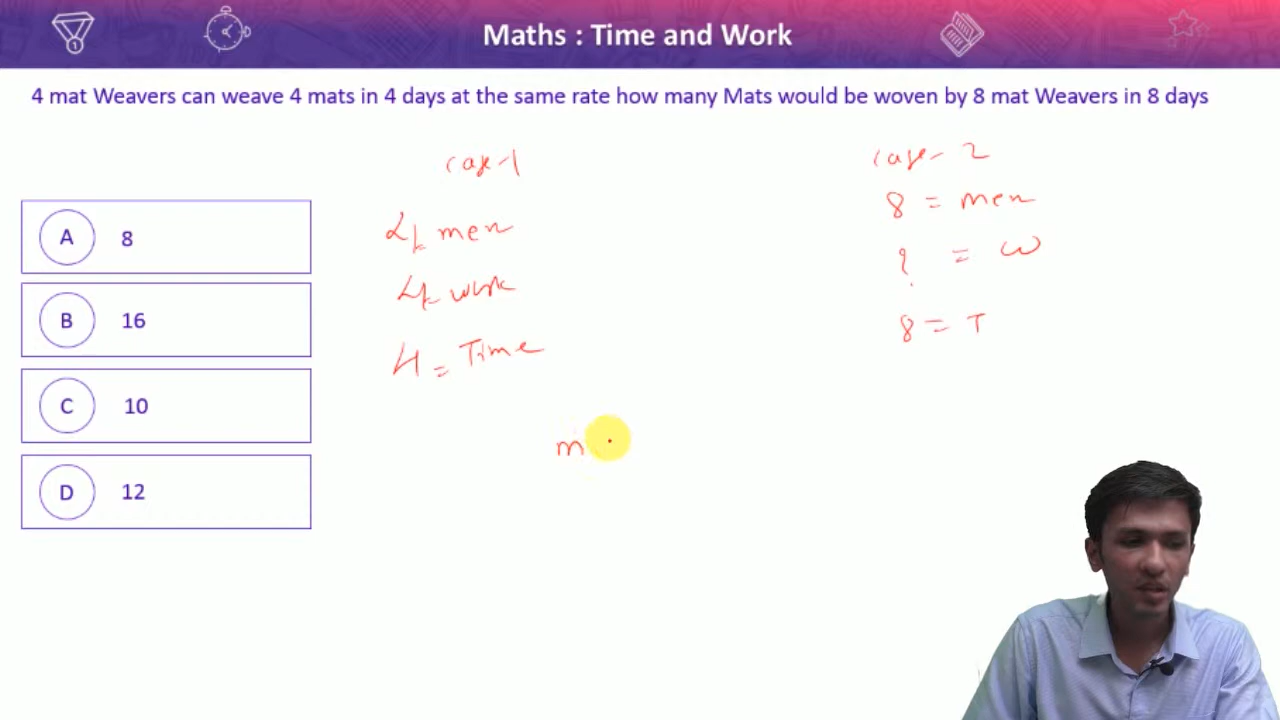 Maths : Time and Work
4 mat Weavers can weave 4 mats in 4 days at the same rate how many Mats would be woven by 8 mat Weavers in 8 days
case-1
4 men
4 work
4 = Time
case-2
8 = men
? = W
8 = T
A 8
B 16
C 10
D 12
m